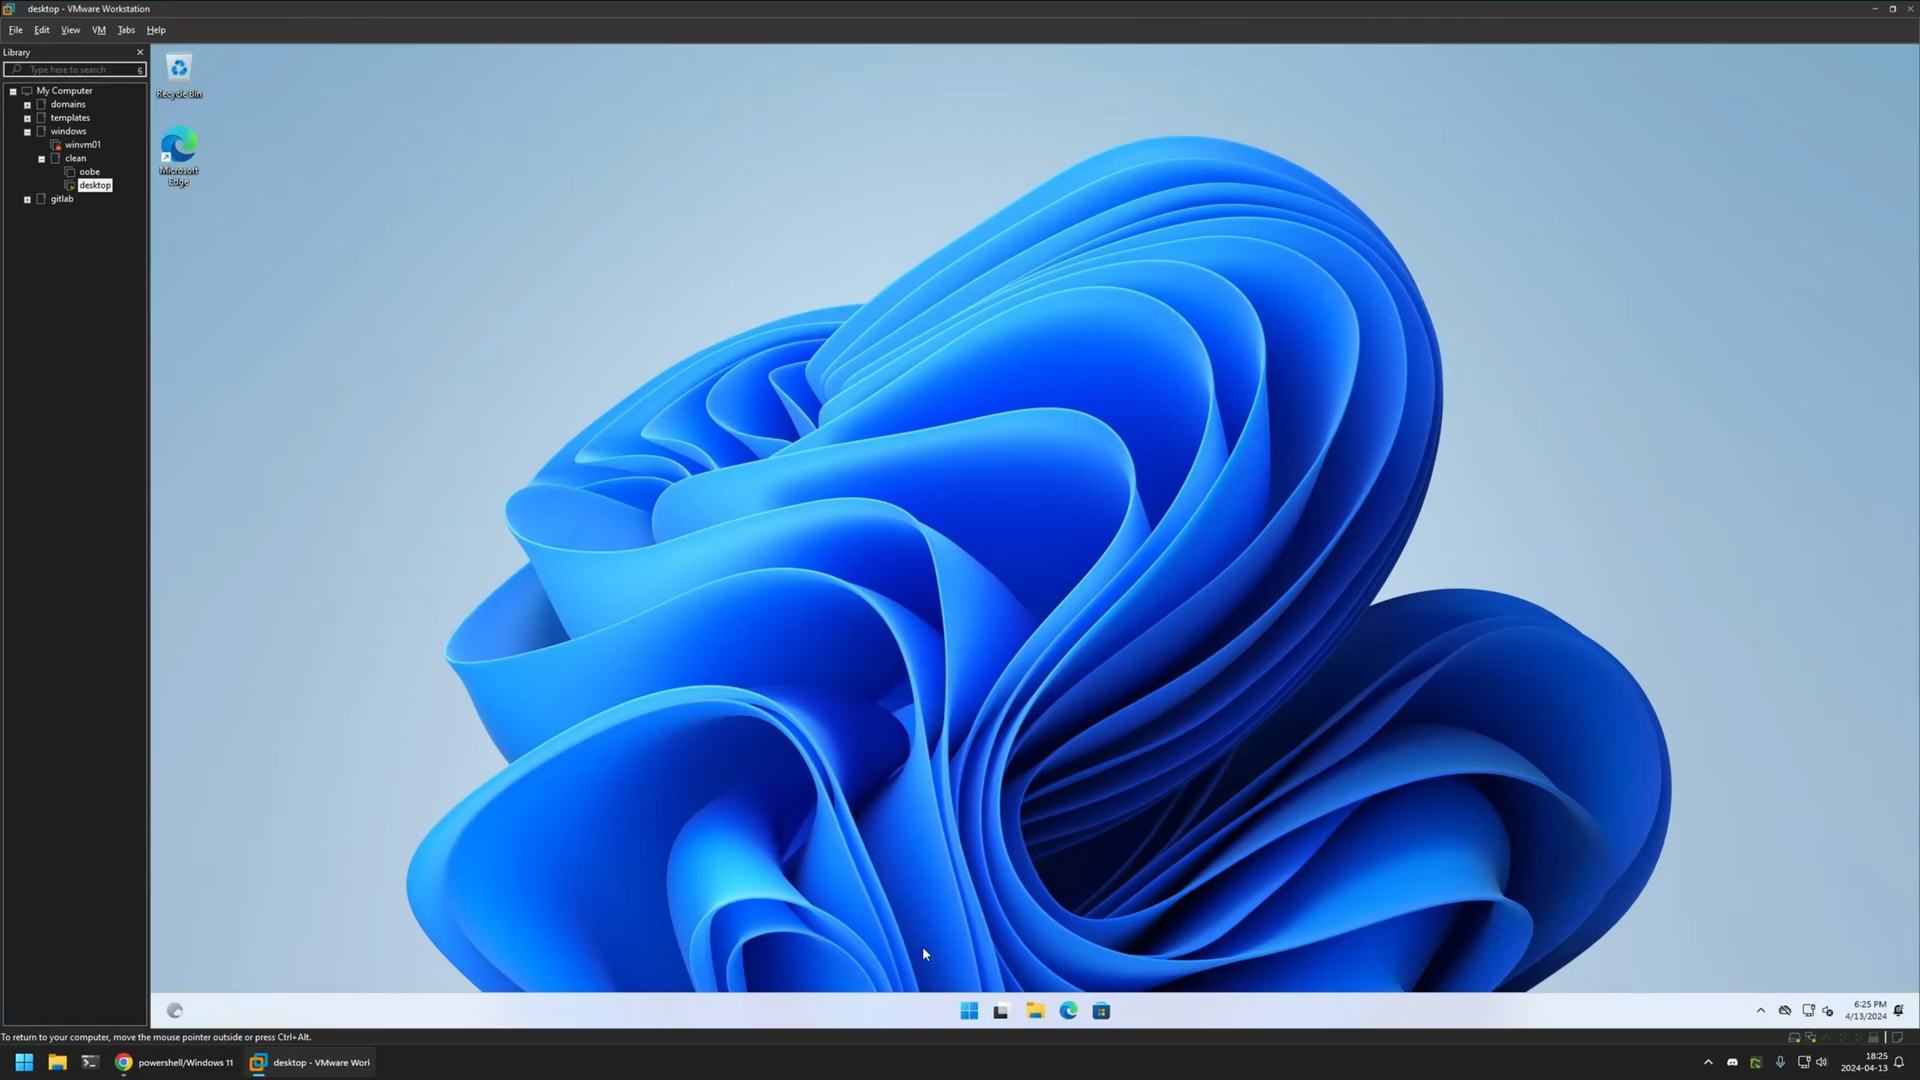 desktop - VMware Workstation
File Edit View VM Tabs Help
Library
Type here to search
My Computer
domains
templates
windows
winvm01
clean
oobe
desktop
gitlab
Recycle Bin
Microsoft
Edge
6:25 PM
4/13/2024
To return to your computer, move the mouse pointer outside or press Ctrl+Alt.
powershell/Windows 11
desktop - VMware Work
18:25
2024-04-13